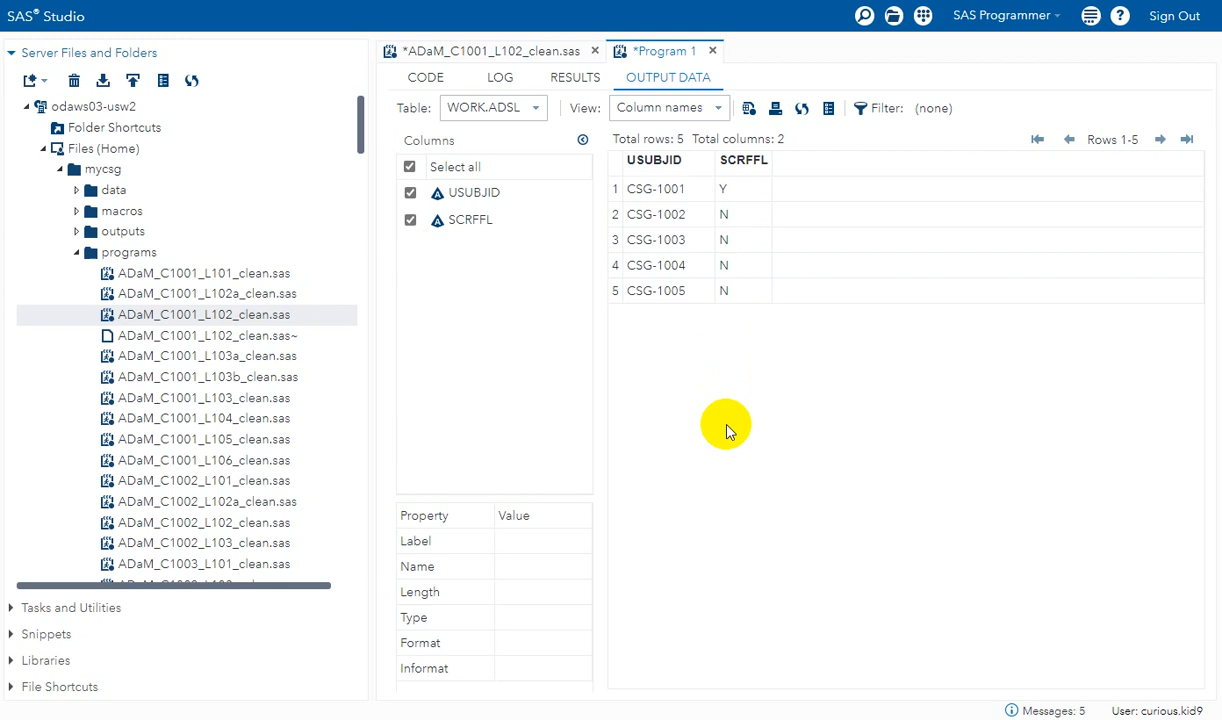 SAS® Studio
SAS Programmer
Sign Out
Server Files and Folders
odaws03-usw2
Folder Shortcuts
Files (Home)
mycsg
data
macros
outputs
programs
ADaM_C1001_L101_clean.sas
ADaM_C1001_L102a_clean.sas
ADaM_C1001_L102_clean.sas
ADaM_C1001_L102_clean.sas~
ADaM_C1001_L103a_clean.sas
ADaM_C1001_L103b_clean.sas
ADaM_C1001_L103_clean.sas
ADaM_C1001_L104_clean.sas
ADaM_C1001_L105_clean.sas
ADaM_C1001_L106_clean.sas
ADaM_C1002_L101_clean.sas
ADaM_C1002_L102a_clean.sas
ADaM_C1002_L102_clean.sas
ADaM_C1002_L103_clean.sas
ADaM_C1003_L101_clean.sas
Tasks and Utilities
Snippets
Libraries
File Shortcuts
*ADaM_C1001_L102_clean.sas
*Program 1
CODE LOG RESULTS OUTPUT DATA
Table: WORK.ADSL View: Column names Filter: (none)
Columns
Select all
USUBJID
SCRFFL
Property Value
Label
Name
Length
Type
Format
Informat
Total rows: 5 Total columns: 2 Rows 1-5
USUBJID SCRFFL
1 CSG-1001 Y
2 CSG-1002 N
3 CSG-1003 N
4 CSG-1004 N
5 CSG-1005 N
Messages: 5 User: curious.kid9